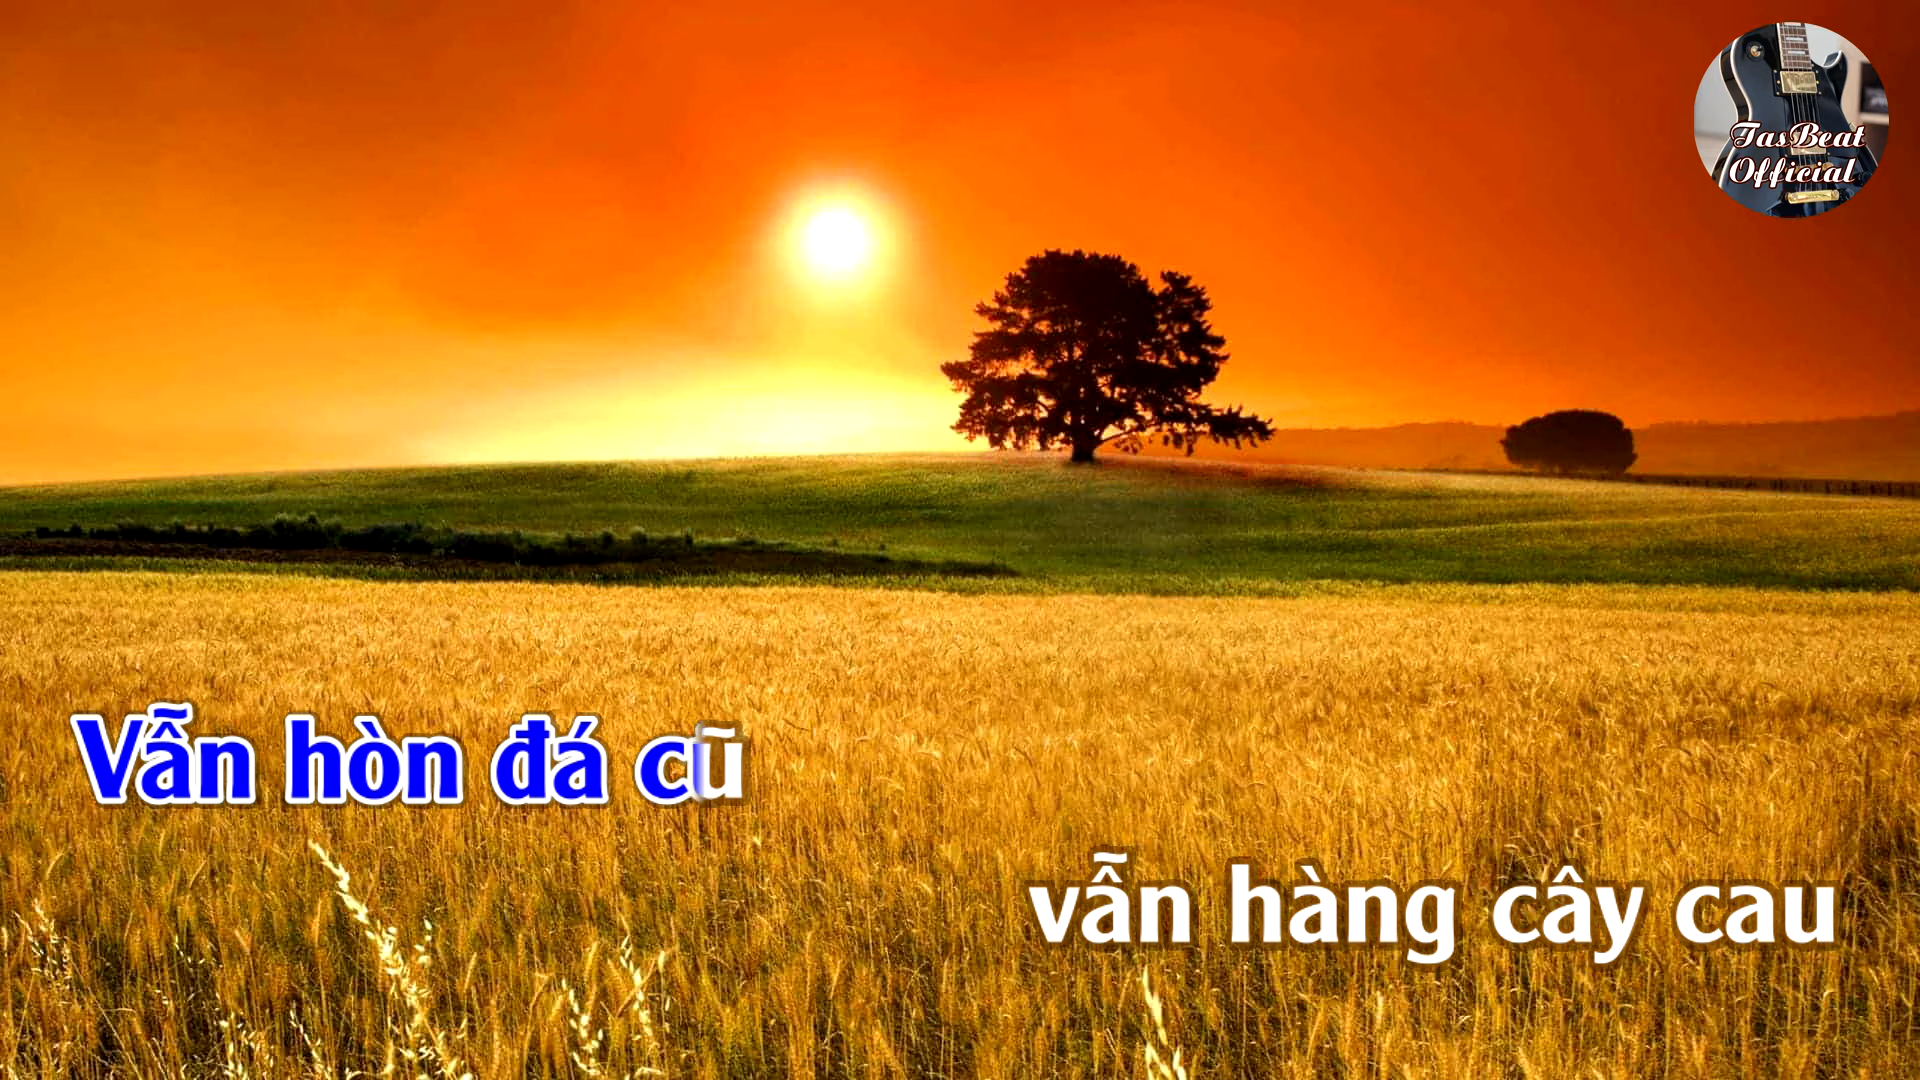 TasBeat
Official
Vẫn hòn đá cũ
vẫn hàng cây cau